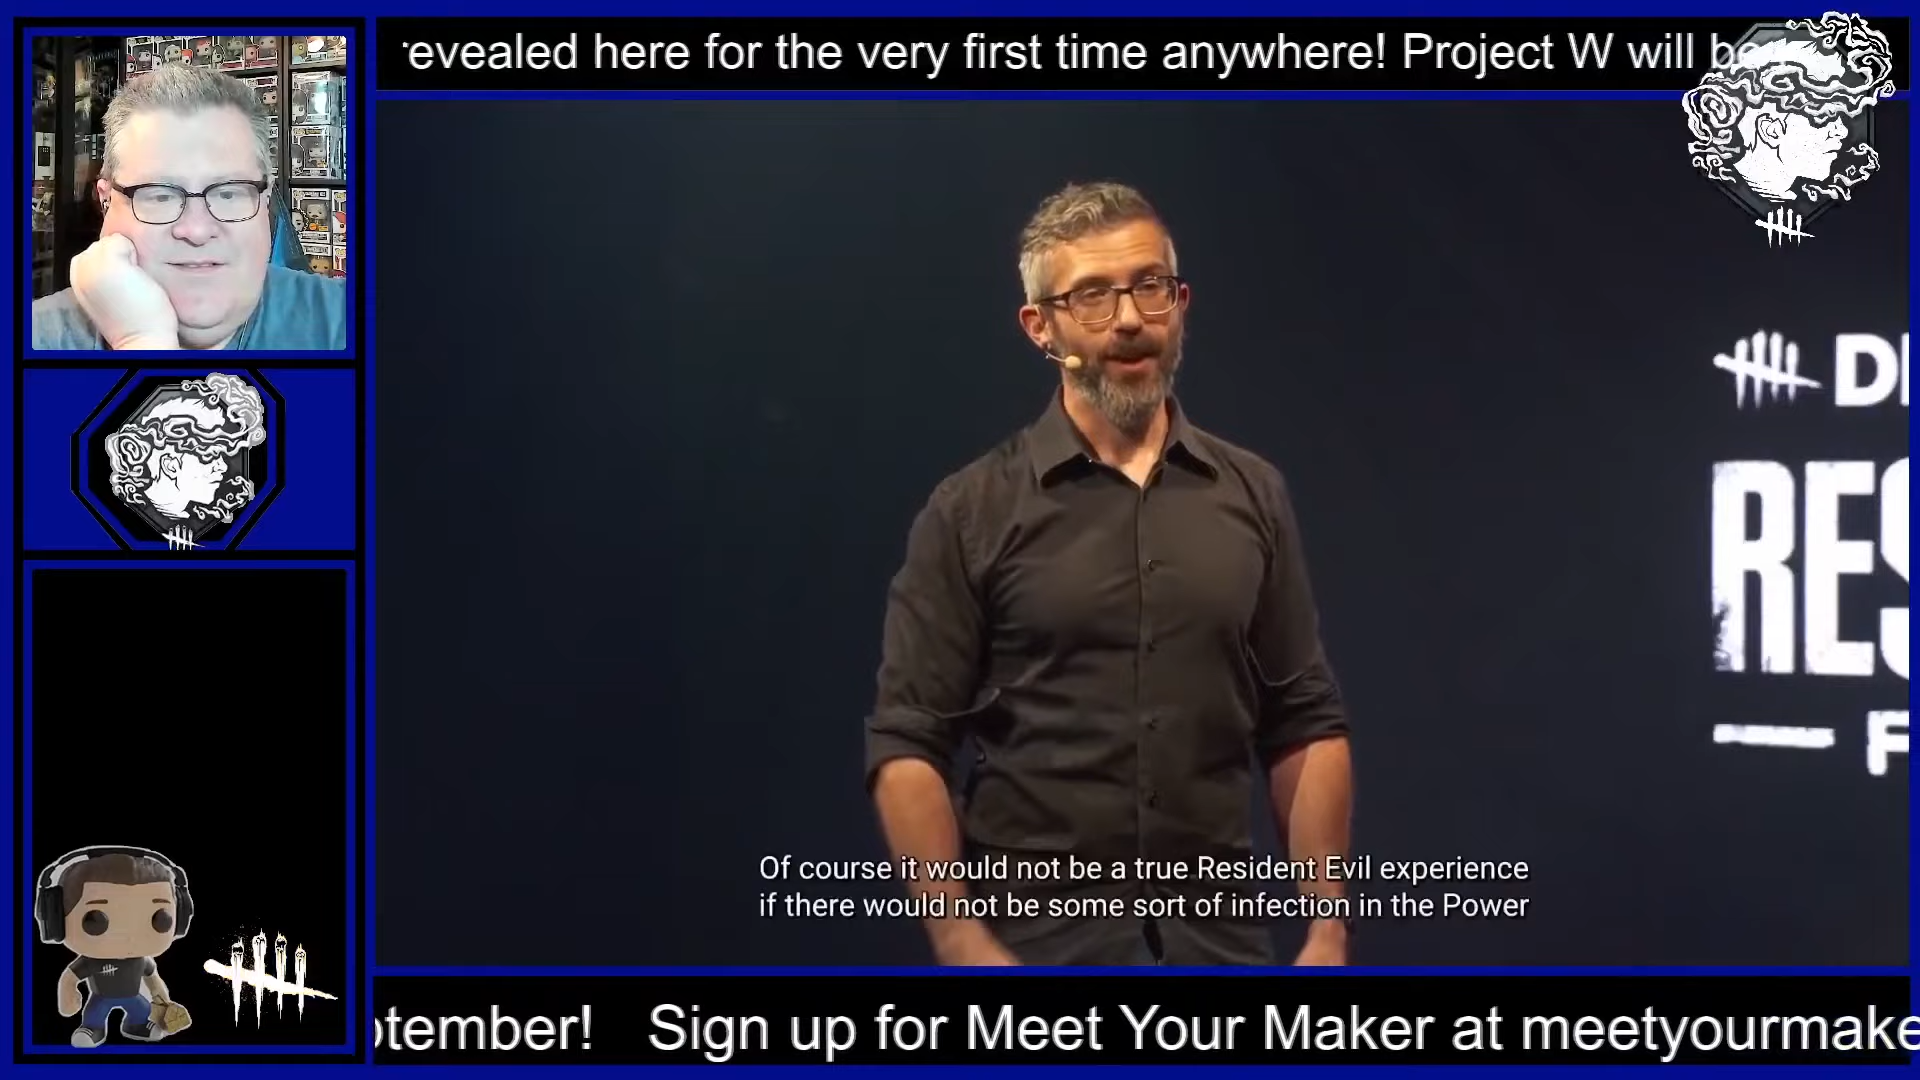 evealed here for the very first time anywhere! Project W will be
D
RES
F
Of course it would not be a true Resident Evil experience
if there would not be some sort of infection in the Power
tember! Sign up for Meet Your Maker at meetyourmake